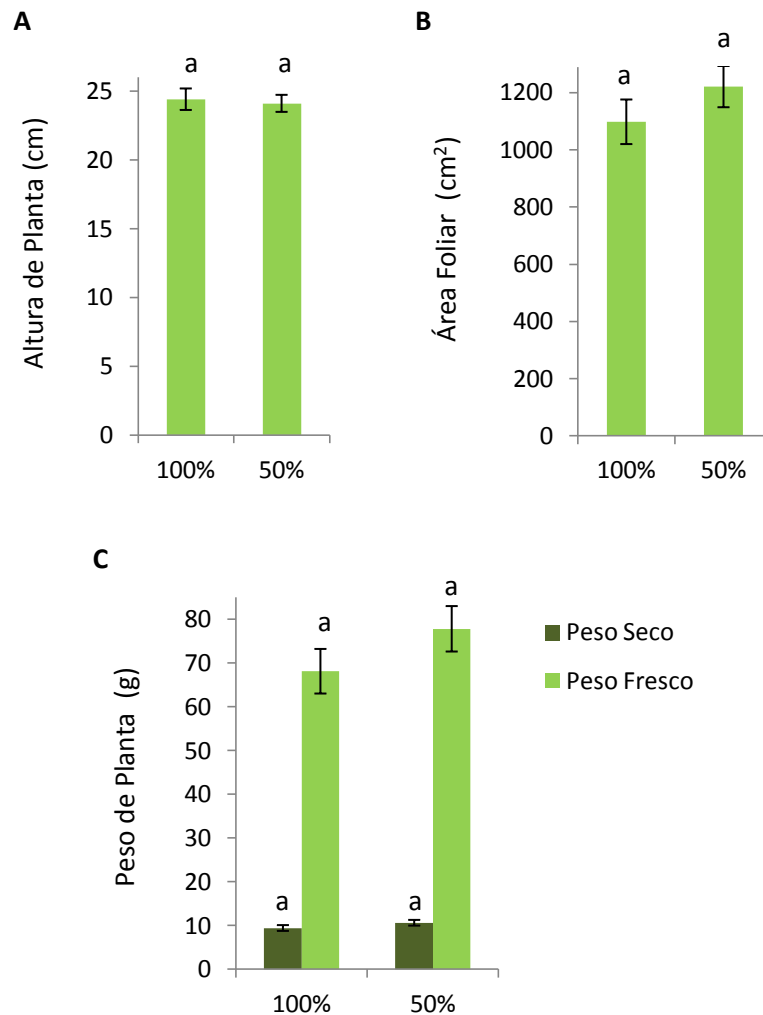 A
a a
25
20
15
10
5
0
Altura de Planta (cm)
100% 50%
B
a a
1200
1000
800
600
400
200
0
Área Foliar (cm²)
100% 50%
C
a a
a a
80
70
60
50
40
30
20
10
0
Peso de Planta (g)
100% 50%
Peso Seco
Peso Fresco